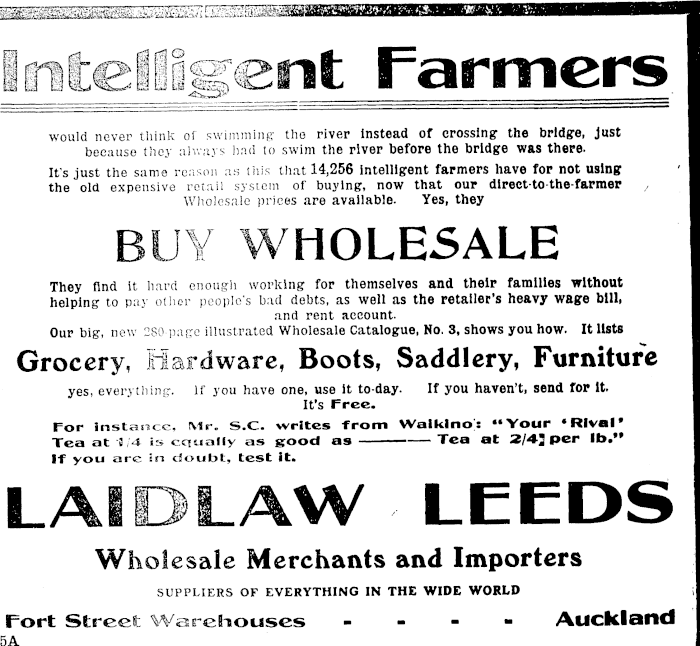 Intelligent Farmers
would never think of swimming the river instead of crossing the bridge, just
because they always had to swim the river before the bridge was there.
It's just the same reason as this that 14,256 intelligent farmers have for not using
the old expensive retail system of buying, now that our direct-to-the-farmer
Wholesale prices are available. Yes, they
BUY WHOLESALE
They find it hard enough working for themselves and their families without
helping to pay other people's bad debts, as well as the retailer's heavy wage bill,
and rent account.
Our big, new 280-page illustrated Wholesale Catalogue, No. 3, shows you how. It lists
Grocery, Hardware, Boots, Saddlery, Furniture
yes, everything. If you have one, use it to-day. If you haven't, send for it.
It's Free.
For instance, Mr. S.C. writes from Waikino: "Your 'Rival'
Tea at 1/4 is equally as good as ——— Tea at 2/4 per lb."
If you are in doubt, test it.
LAIDLAW LEEDS
Wholesale Merchants and Importers
SUPPLIERS OF EVERYTHING IN THE WIDE WORLD
Fort Street Warehouses - - - - Auckland
5A